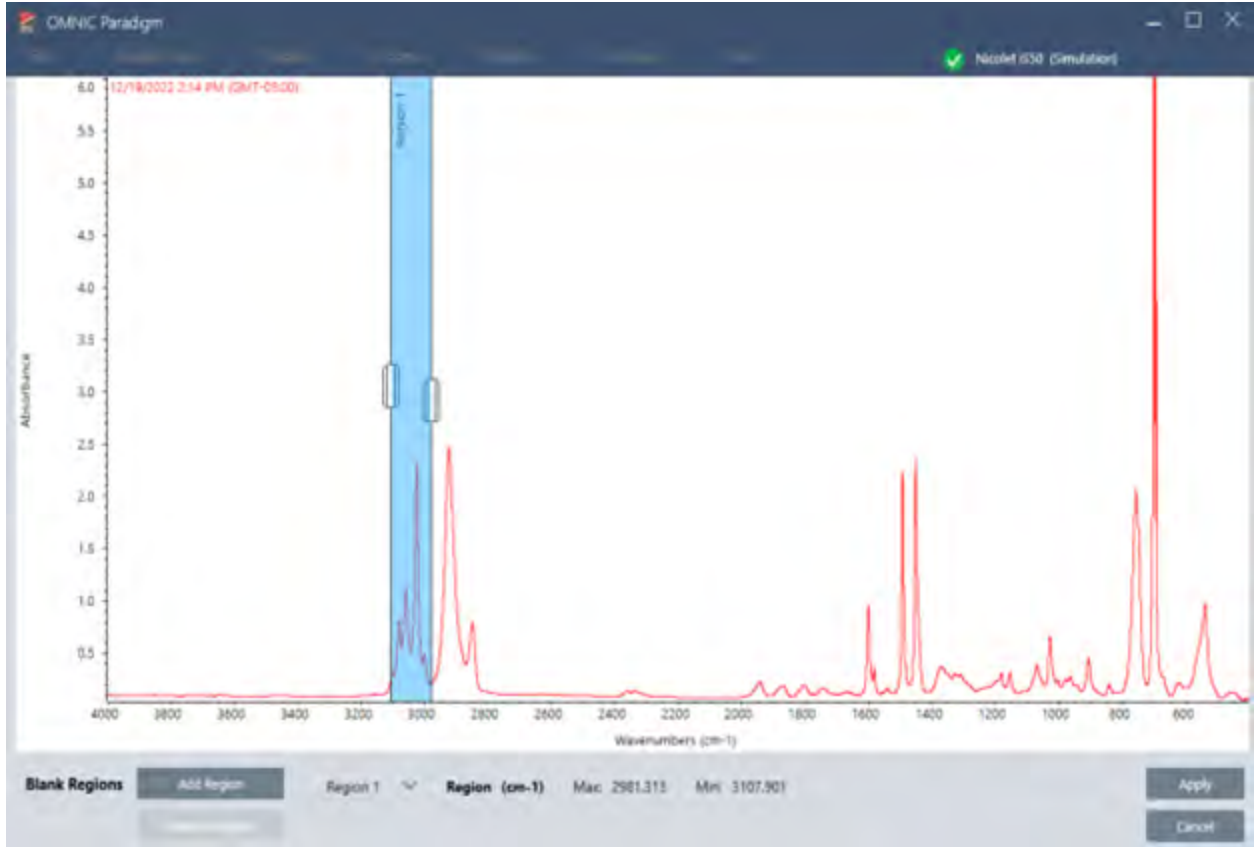 OMNIC Paradigm
Nicolet iS50 (Simulation)
12/19/2022 2:14 PM (GMT-05:00)
Region 1
6.0
5.5
5.0
4.5
4.0
3.5
3.0
2.5
2.0
1.5
1.0
0.5
Absorbance
4000 3800 3600 3400 3200 3000 2800 2600 2400 2200 2000 1800 1600 1400 1200 1000 800 600
Wavenumbers (cm-1)
Blank Regions Add Region Region 1 Region (cm-1) Max: 2981.315 Min: 3107.901 Apply
Cancel